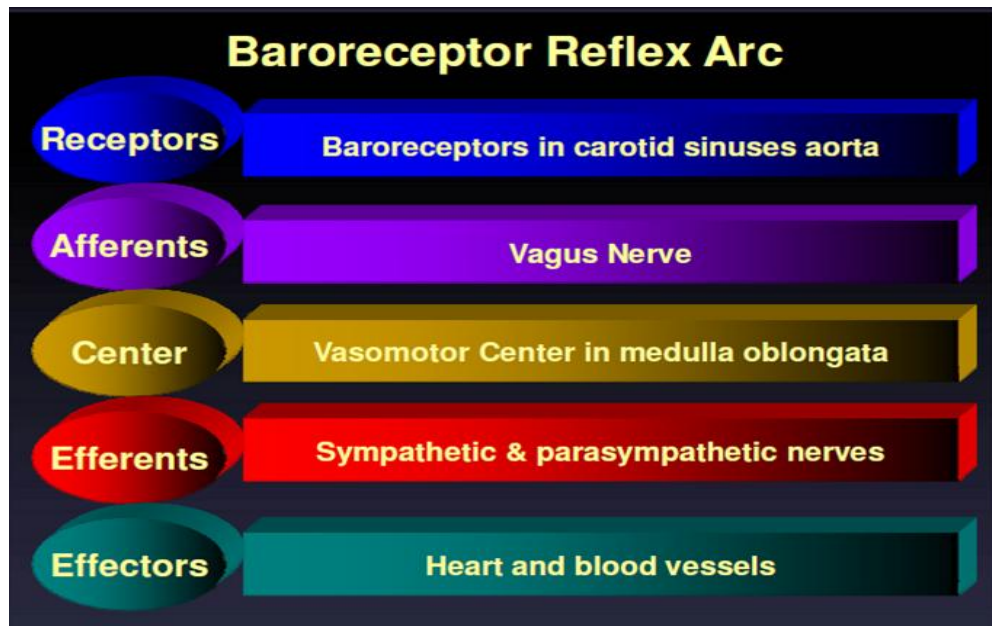 Baroreceptor Reflex Arc
Receptors
Baroreceptors in carotid sinuses aorta
Afferents
Vagus Nerve
Center
Vasomotor Center in medulla oblongata
Efferents
Sympathetic & parasympathetic nerves
Effectors
Heart and blood vessels